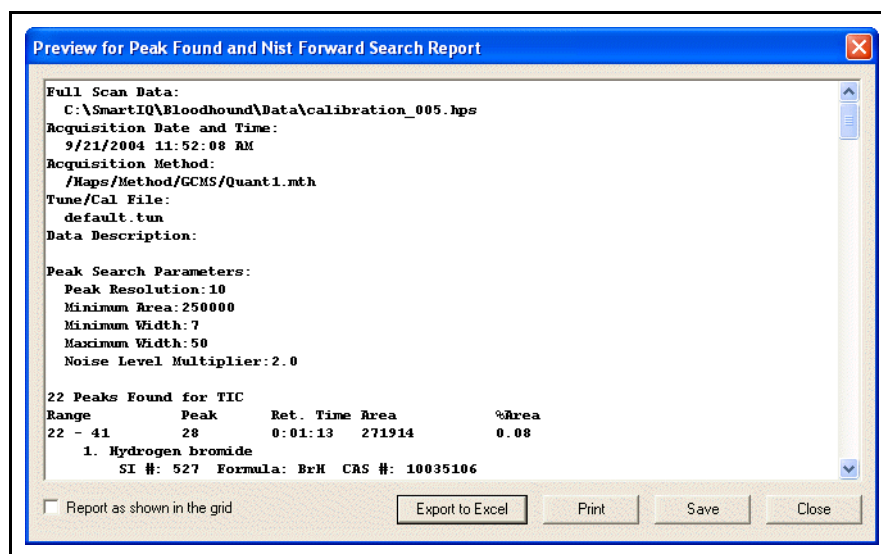 Preview for Peak Found and Nist Forward Search Report
Full Scan Data:
C:\SmartIQ\Bloodhound\Data\calibration_005.hps
Acquisition Date and Time:
9/21/2004 11:52:08 AM
Acquisition Method:
/Haps/Method/GCMS/Quant1.mth
Tune/Cal File:
default.tun
Data Description:
Peak Search Parameters:
Peak Resolution:10
Minimum Area:250000
Minimum Width:7
Maximum Width:50
Noise Level Multiplier:2.0
22 Peaks Found for TIC
Range Peak Ret. Time Area %Area
22 - 41 28 0:01:13 271914 0.08
1. Hydrogen bromide
SI #: 527 Formula: BrH CAS #: 10035106
Report as shown in the grid Export to Excel Print Save Close